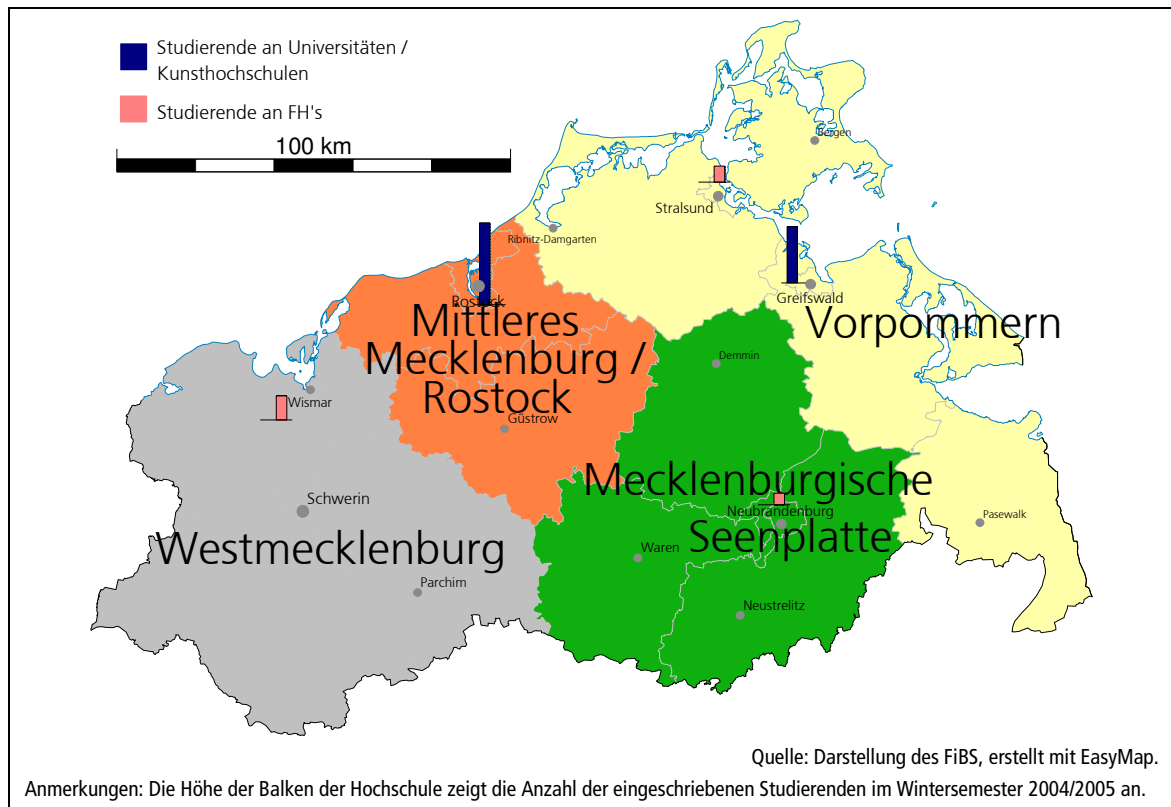 Studierende an Universitäten /
Kunsthochschulen
Studierende an FH's
100 km
Bergen
Stralsund
Ribnitz-Damgarten
Rostock
Greifswald
Mittleres
Mecklenburg /
Rostock
Vorpommern
Demmin
Wismar
Güstrow
Mecklenburgische
Seenplatte
Schwerin
Neubrandenburg
Pasewalk
Westmecklenburg
Waren
Parchim
Neustrelitz
Quelle: Darstellung des FiBS, erstellt mit EasyMap.
Anmerkungen: Die Höhe der Balken der Hochschule zeigt die Anzahl der eingeschriebenen Studierenden im Wintersemester 2004/2005 an.